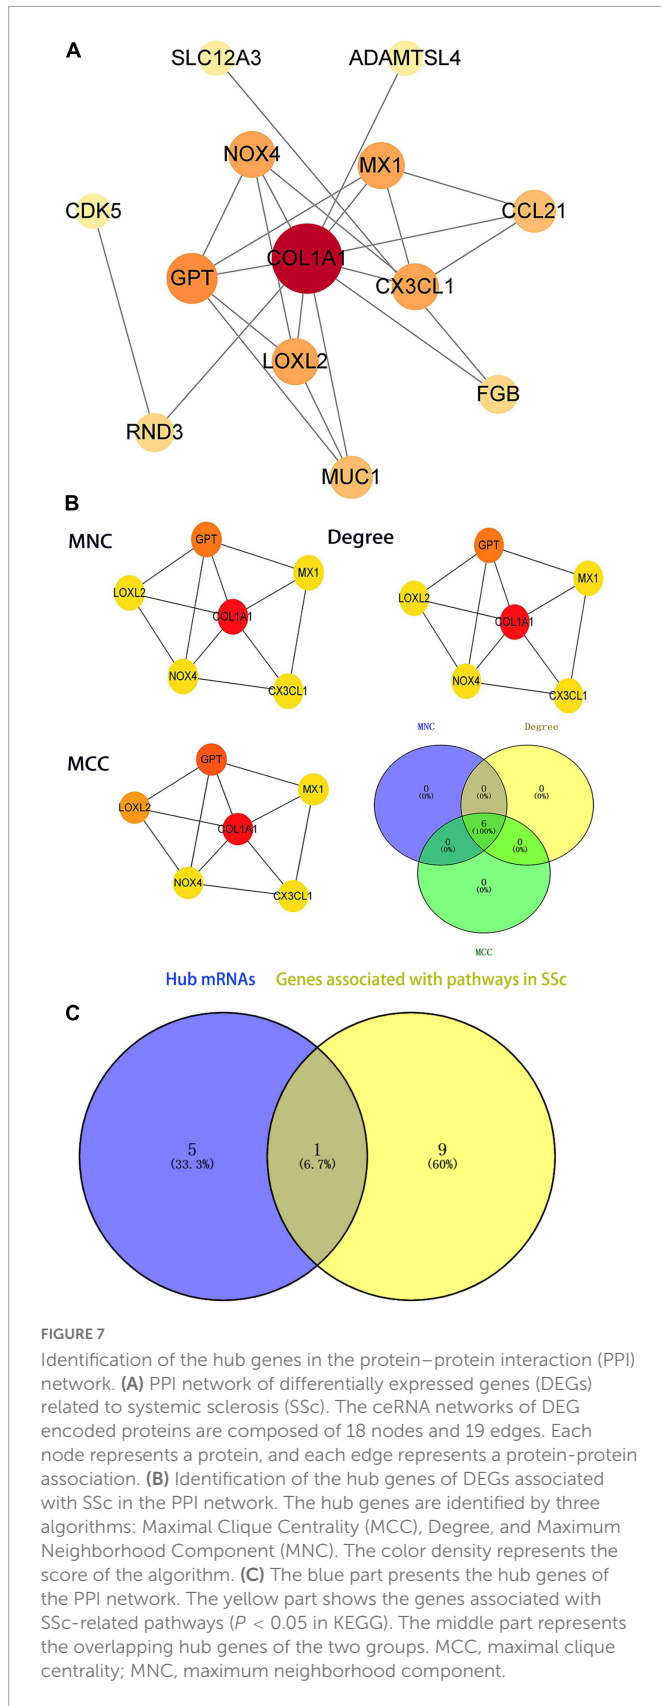 A
SLC12A3
ADAMTSL4
NOX4
MX1
CDK5
CCL21
COL1A1
GPT
CX3CL1
LOXL2
FGB
RND3
MUC1
B
MNC
GPT
MX1
LOXL2
COL1A1
NOX4
CX3CL1
Degree
GPT
MX1
LOXL2
COL1A1
NOX4
CX3CL1
MCC
GPT
MX1
LOXL2
COL1A1
NOX4
CX3CL1
MNC
Degree
0
(0%)
0
(0%)
0
(0%)
6
(100%)
0
(0%)
0
(0%)
0
(0%)
MCC
Hub mRNAs
Genes associated with pathways in SSc
C
5
(33.3%)
1
(6.7%)
9
(60%)
FIGURE 7
Identification of the hub genes in the protein–protein interaction (PPI)
network. (A) PPI network of differentially expressed genes (DEGs)
related to systemic sclerosis (SSc). The ceRNA networks of DEG
encoded proteins are composed of 18 nodes and 19 edges. Each
node represents a protein, and each edge represents a protein-protein
association. (B) Identification of the hub genes of DEGs associated
with SSc in the PPI network. The hub genes are identified by three
algorithms: Maximal Clique Centrality (MCC), Degree, and Maximum
Neighborhood Component (MNC). The color density represents the
score of the algorithm. (C) The blue part presents the hub genes of
the PPI network. The yellow part shows the genes associated with
SSc-related pathways (P < 0.05 in KEGG). The middle part represents
the overlapping hub genes of the two groups. MCC, maximal clique
centrality; MNC, maximum neighborhood component.